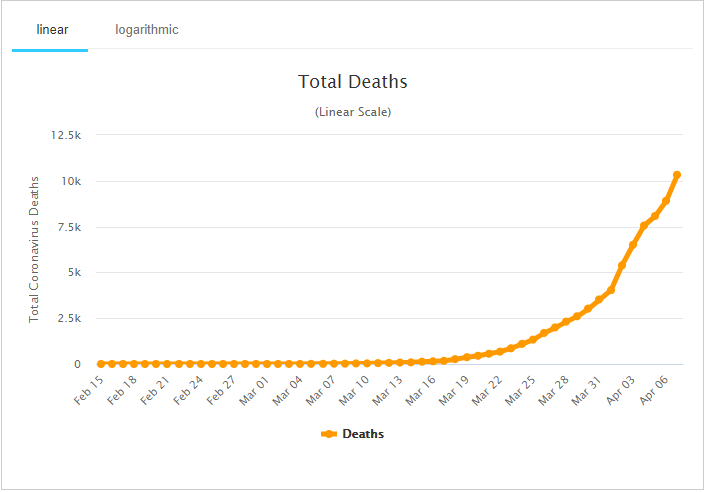 linear logarithmic
Total Deaths
(Linear Scale)
Total Coronavirus Deaths
12.5k
10k
7.5k
5k
2.5k
0
Feb 15 Feb 18 Feb 21 Feb 24 Feb 27 Mar 01 Mar 04 Mar 07 Mar 10 Mar 13 Mar 16 Mar 19 Mar 22 Mar 25 Mar 28 Mar 31 Apr 03 Apr 06
Deaths